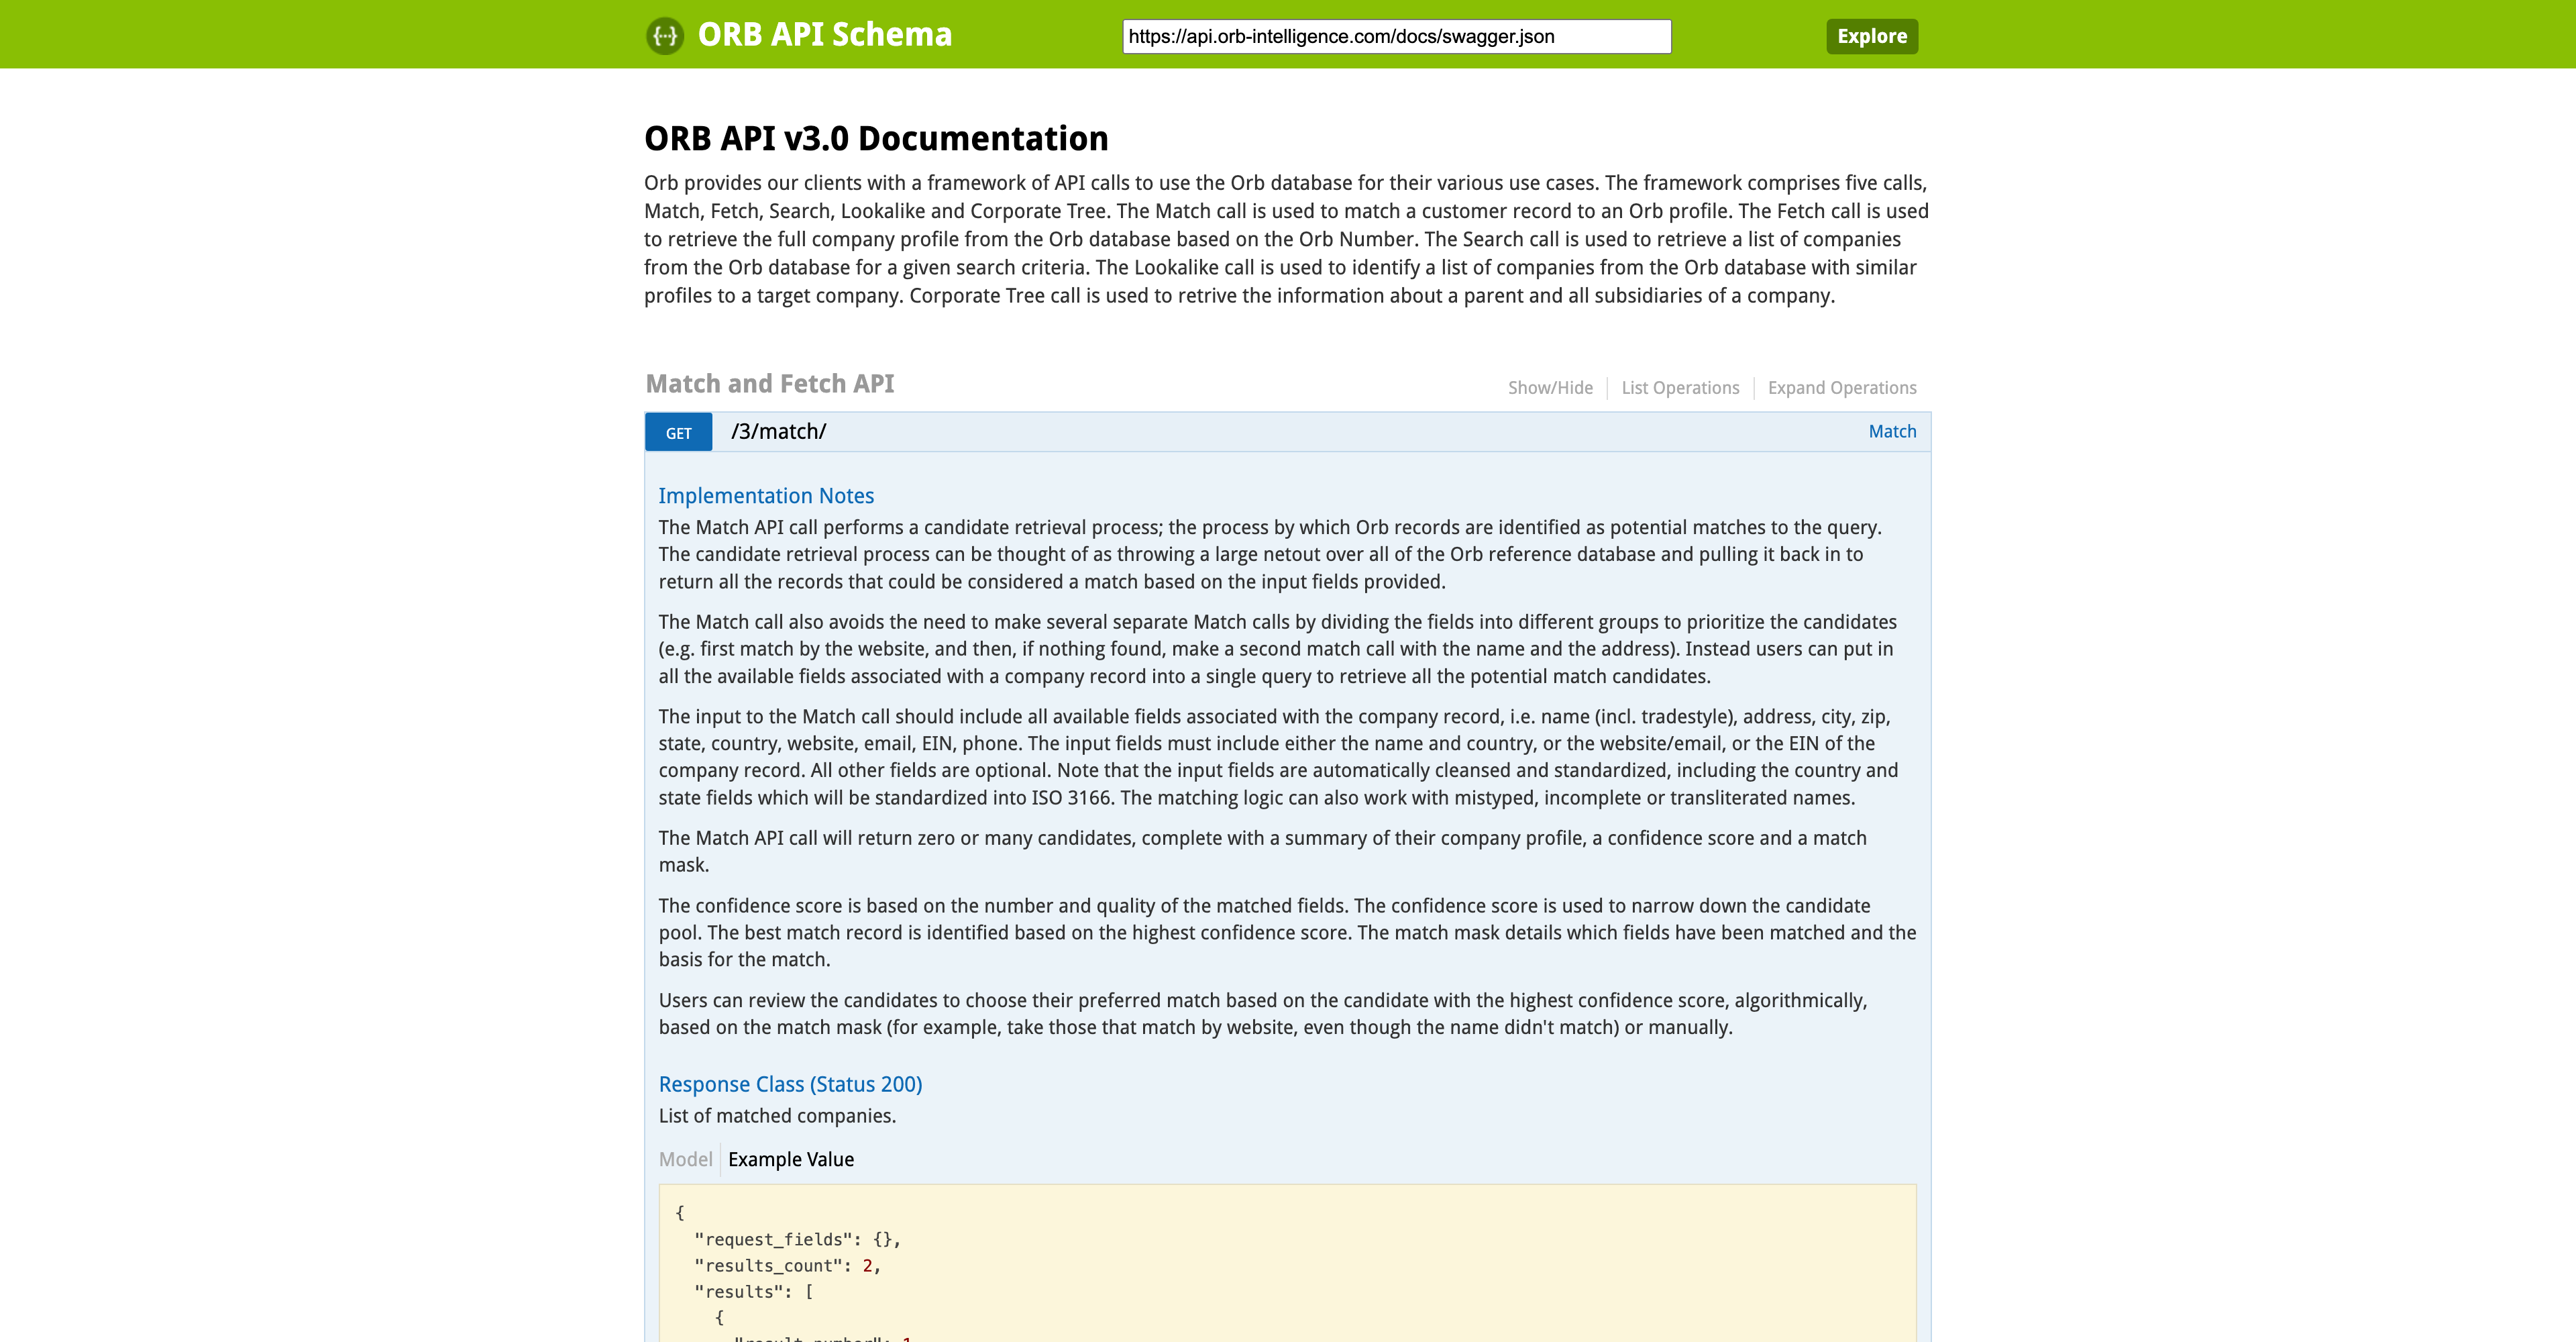 {···} ORB API Schema
https://api.orb-intelligence.com/docs/swagger.json
Explore
ORB API v3.0 Documentation
Orb provides our clients with a framework of API calls to use the Orb database for their various use cases. The framework comprises five calls,
Match, Fetch, Search, Lookalike and Corporate Tree. The Match call is used to match a customer record to an Orb profile. The Fetch call is used
to retrieve the full company profile from the Orb database based on the Orb Number. The Search call is used to retrieve a list of companies
from the Orb database for a given search criteria. The Lookalike call is used to identify a list of companies from the Orb database with similar
profiles to a target company. Corporate Tree call is used to retrive the information about a parent and all subsidiaries of a company.
Match and Fetch API
Show/Hide
List Operations
Expand Operations
GET
/3/match/
Match
Implementation Notes
The Match API call performs a candidate retrieval process; the process by which Orb records are identified as potential matches to the query.
The candidate retrieval process can be thought of as throwing a large netout over all of the Orb reference database and pulling it back in to
return all the records that could be considered a match based on the input fields provided.
The Match call also avoids the need to make several separate Match calls by dividing the fields into different groups to prioritize the candidates
(e.g. first match by the website, and then, if nothing found, make a second match call with the name and the address). Instead users can put in
all the available fields associated with a company record into a single query to retrieve all the potential match candidates.
The input to the Match call should include all available fields associated with the company record, i.e. name (incl. tradestyle), address, city, zip,
state, country, website, email, EIN, phone. The input fields must include either the name and country, or the website/email, or the EIN of the
company record. All other fields are optional. Note that the input fields are automatically cleansed and standardized, including the country and
state fields which will be standardized into ISO 3166. The matching logic can also work with mistyped, incomplete or transliterated names.
The Match API call will return zero or many candidates, complete with a summary of their company profile, a confidence score and a match
mask.
The confidence score is based on the number and quality of the matched fields. The confidence score is used to narrow down the candidate
pool. The best match record is identified based on the highest confidence score. The match mask details which fields have been matched and the
basis for the match.
Users can review the candidates to choose their preferred match based on the candidate with the highest confidence score, algorithmically,
based on the match mask (for example, take those that match by website, even though the name didn't match) or manually.
Response Class (Status 200)
List of matched companies.
Model
Example Value
{
"request_fields": {},
"results_count": 2,
"results": [
{
"result_number": 1